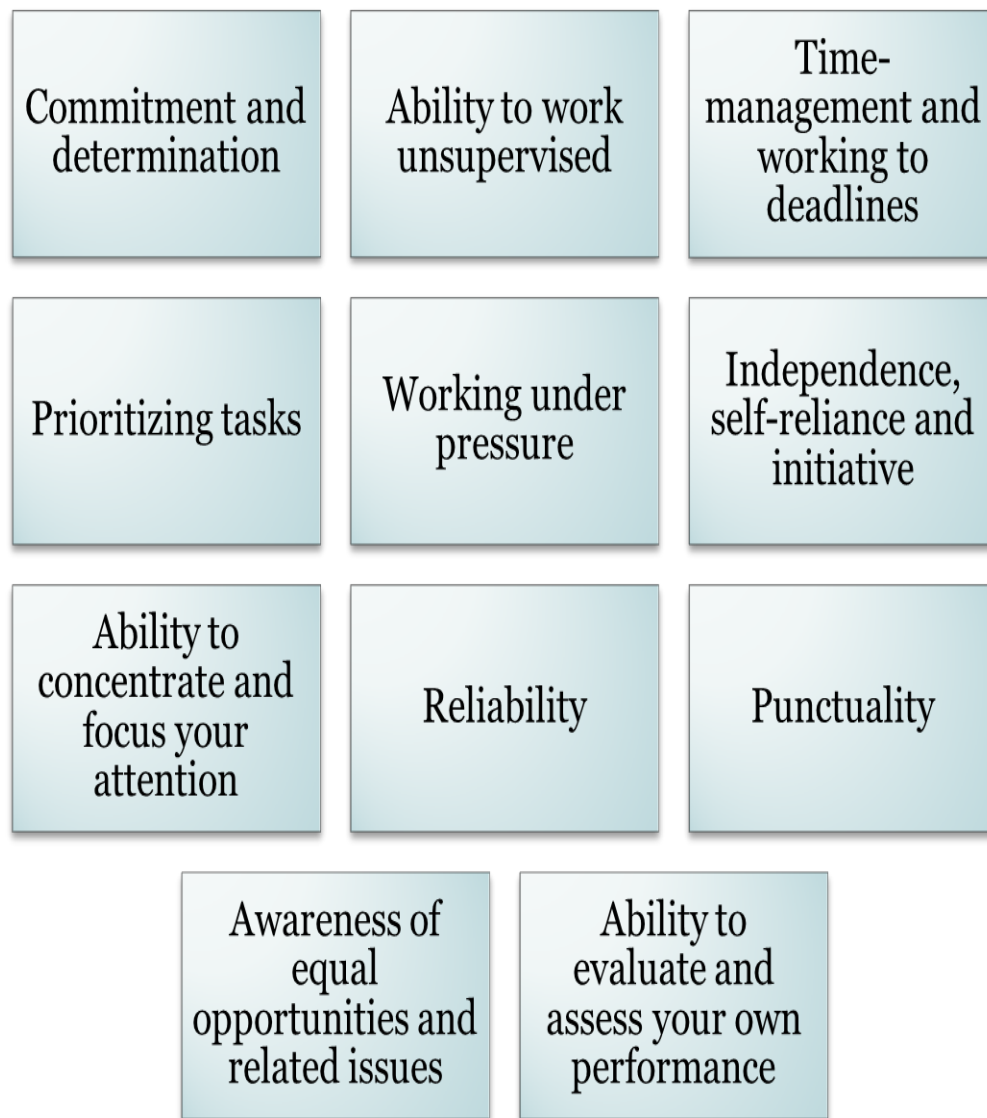 Commitment and
determination
Ability to work
unsupervised
Time-
management and
working to
deadlines
Prioritizing tasks
Working under
pressure
Independence,
self-reliance and
initiative
Ability to
concentrate and
focus your
attention
Reliability
Punctuality
Awareness of
equal
opportunities and
related issues
Ability to
evaluate and
assess your own
performance